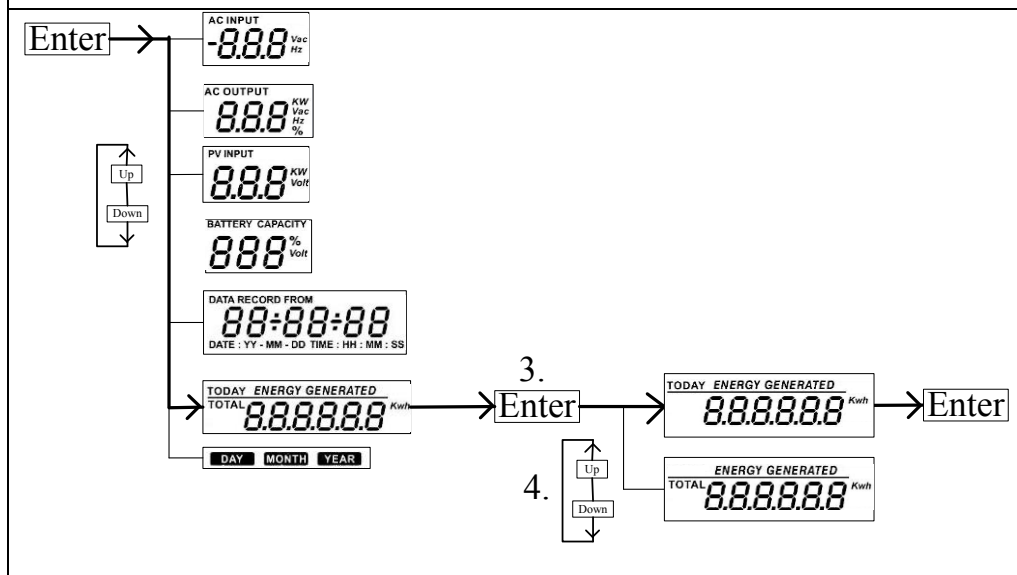 Enter
AC INPUT
-8.8.8 Vac
Hz
AC OUTPUT
8.8.8 KW
Vac
Hz
%
Up
Down
PV INPUT
8.8.8 KW
Volt
BATTERY CAPACITY
888 %
Volt
DATA RECORD FROM
88:88:88
DATE : YY - MM - DD TIME : HH : MM : SS
TODAY ENERGY GENERATED
TOTAL 8.8.8.8.8.8 Kwh
DAY MONTH YEAR
3.
Enter
4.
Up
Down
TODAY ENERGY GENERATED
8.8.8.8.8.8 Kwh
Enter
ENERGY GENERATED
TOTAL 8.8.8.8.8.8 Kwh